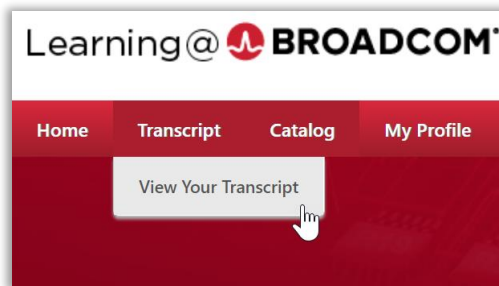 Learning@ BROADCOM®
Home Transcript Catalog My Profile
View Your Transcript